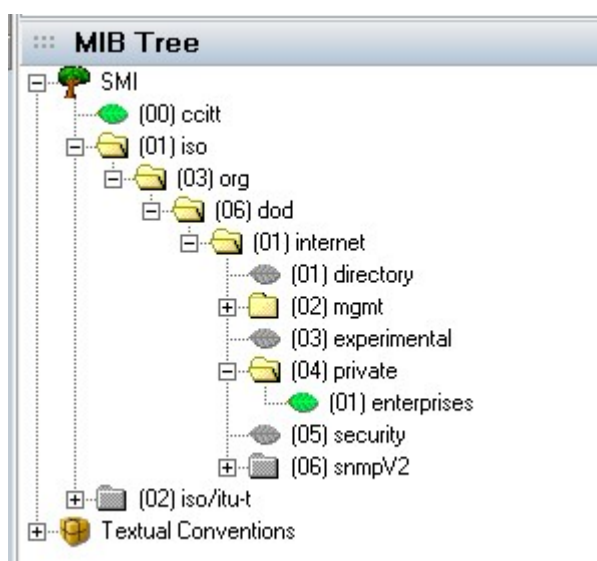 MIB Tree
SMI
(00) ccitt
(01) iso
(03) org
(06) dod
(01) internet
(01) directory
(02) mgmt
(03) experimental
(04) private
(01) enterprises
(05) security
(06) snmpV2
(02) iso/itu-t
Textual Conventions